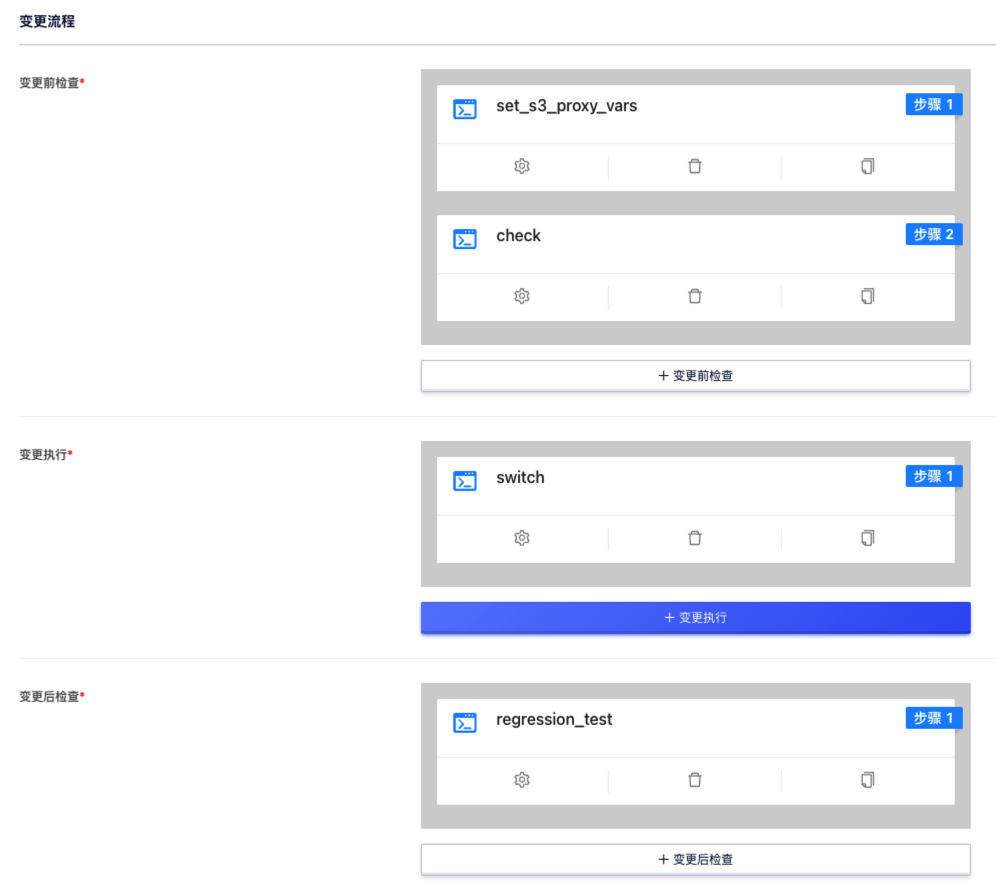 变更流程
变更前检查*
set_s3_proxy_vars
步骤 1
check
步骤 2
+ 变更前检查
变更执行*
switch
步骤 1
+ 变更执行
变更后检查*
regression_test
步骤 1
+ 变更后检查